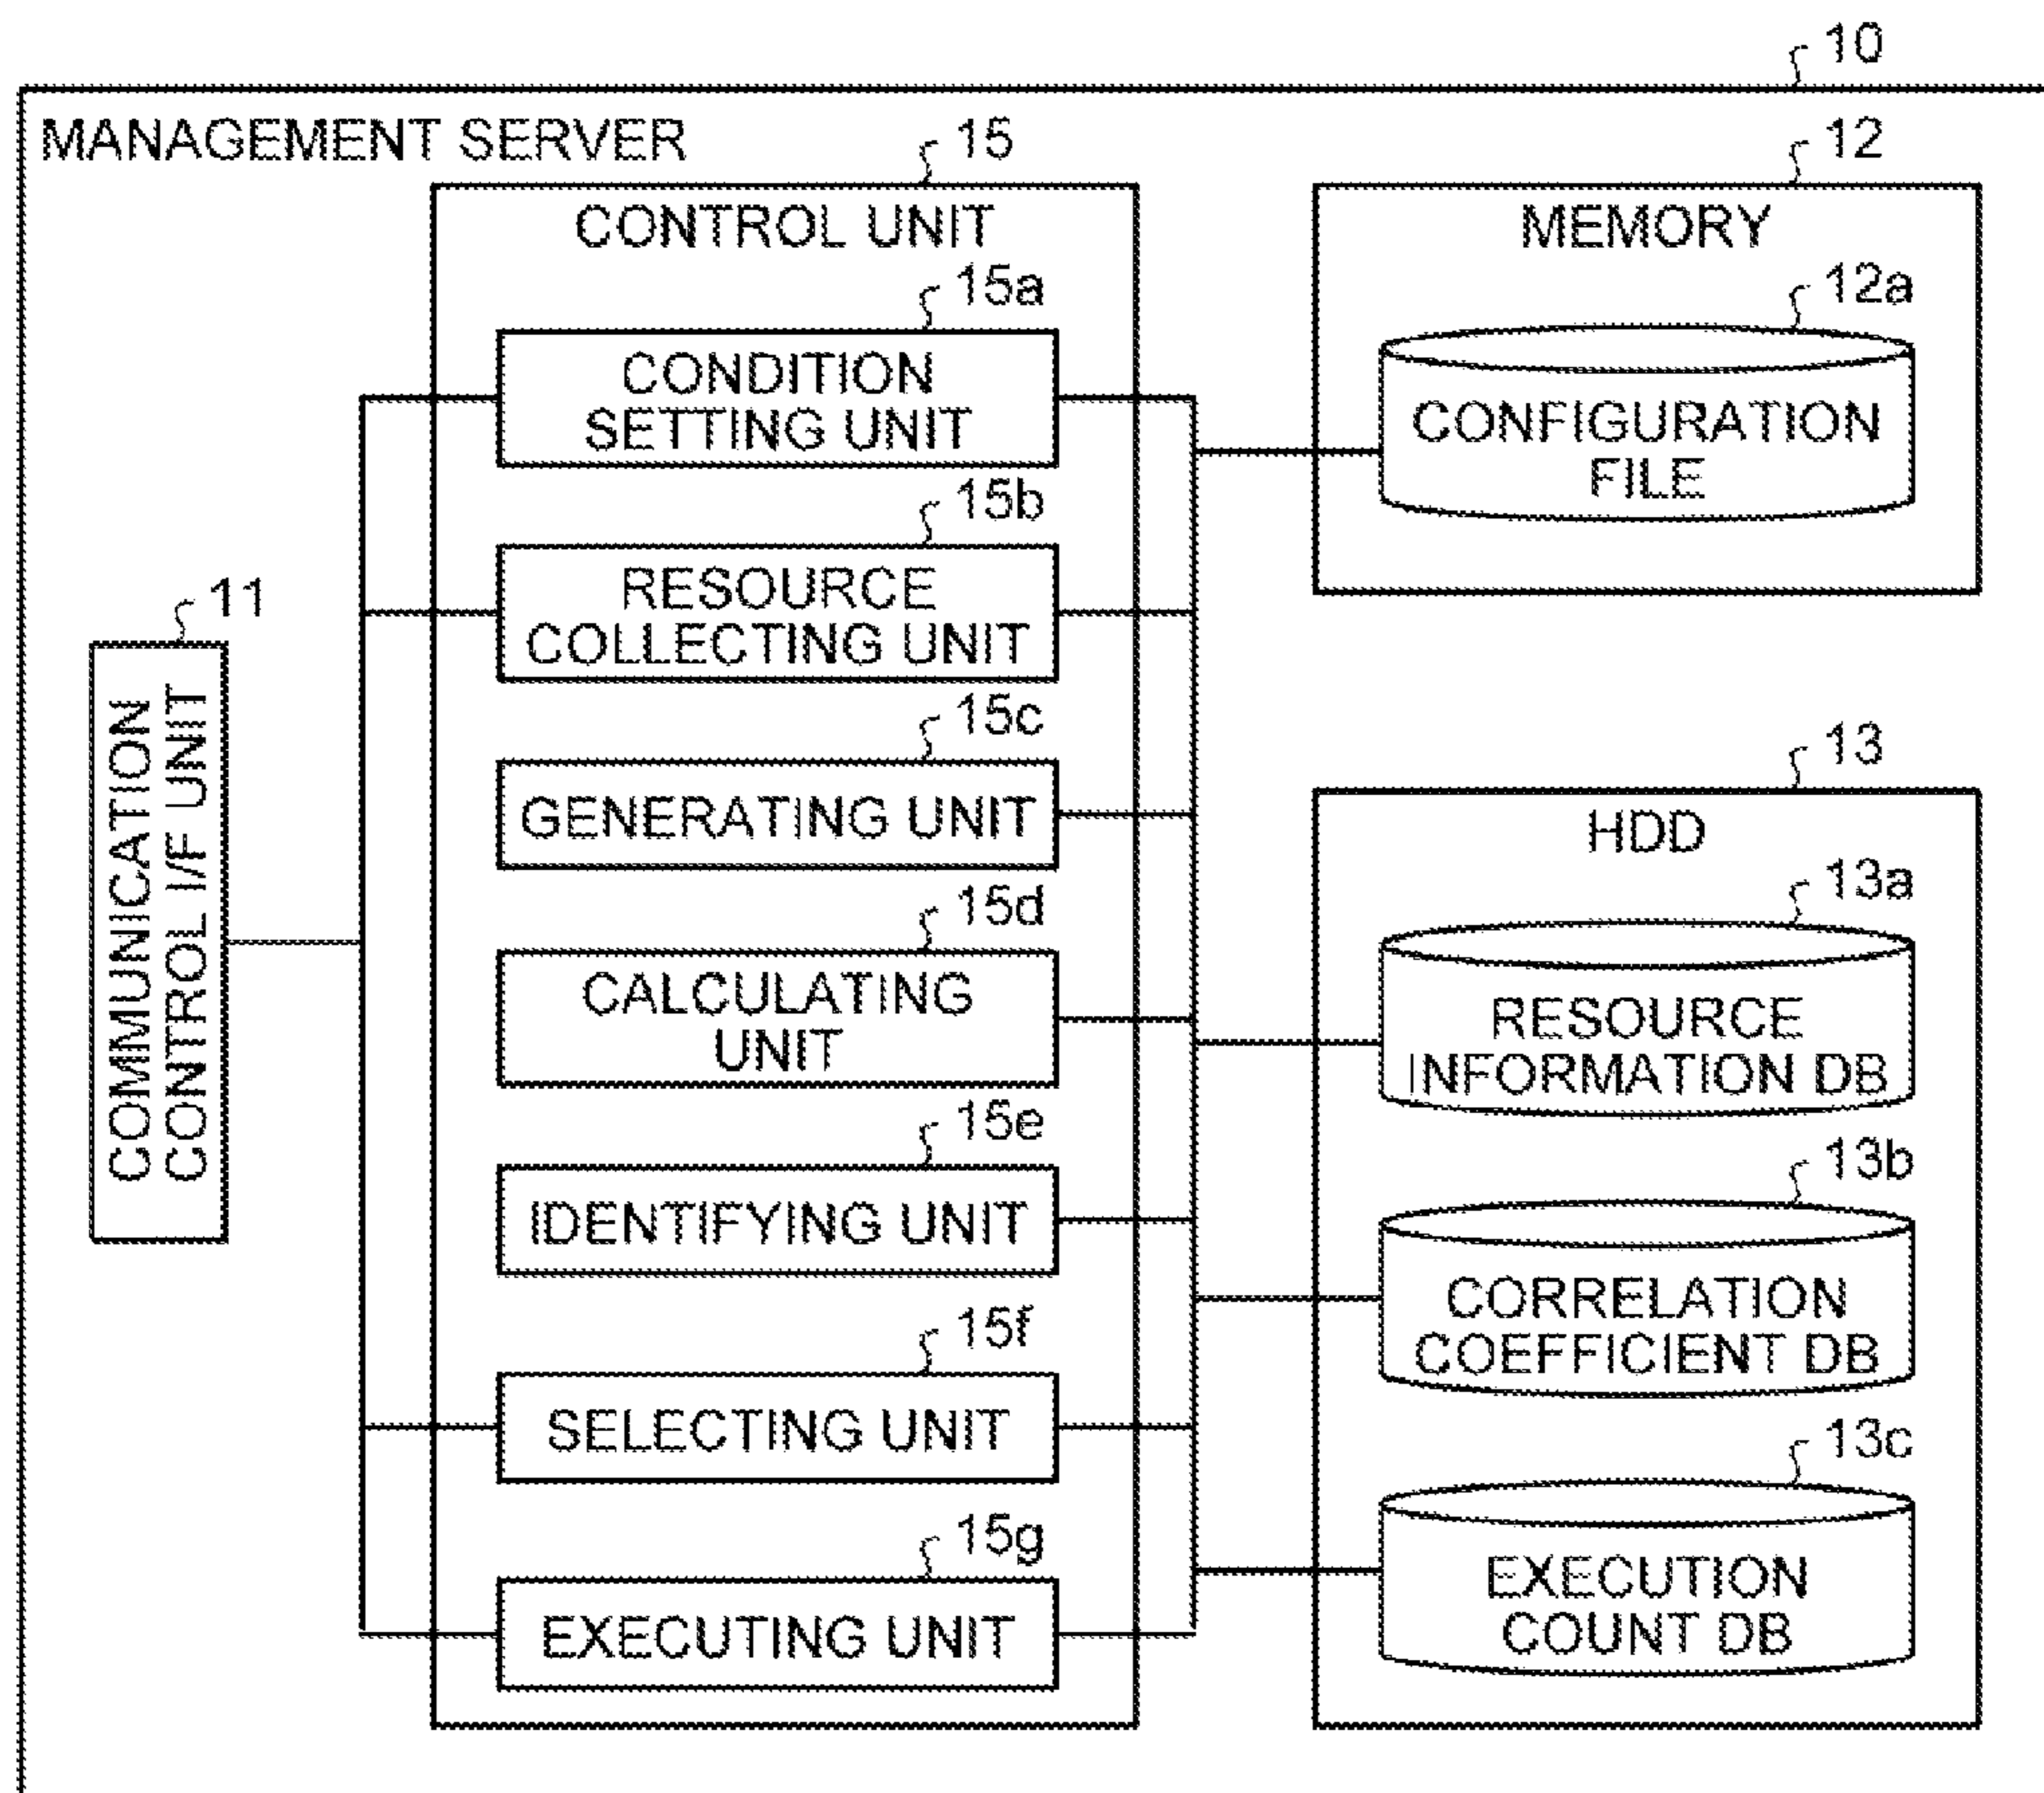 10
MANAGEMENT SERVER
15
12
CONTROL UNIT
MEMORY
15a
12a
CONDITION
SETTING UNIT
CONFIGURATION
FILE
15b
RESOURCE
COLLECTING UNIT
11
COMMUNICATION
CONTROL I/F UNIT
15c
GENERATING UNIT
13
HDD
15d
CALCULATING
UNIT
13a
RESOURCE
INFORMATION DB
15e
IDENTIFYING UNIT
13b
CORRELATION
COEFFICIENT DB
15f
SELECTING UNIT
13c
EXECUTION
COUNT DB
15g
EXECUTING UNIT